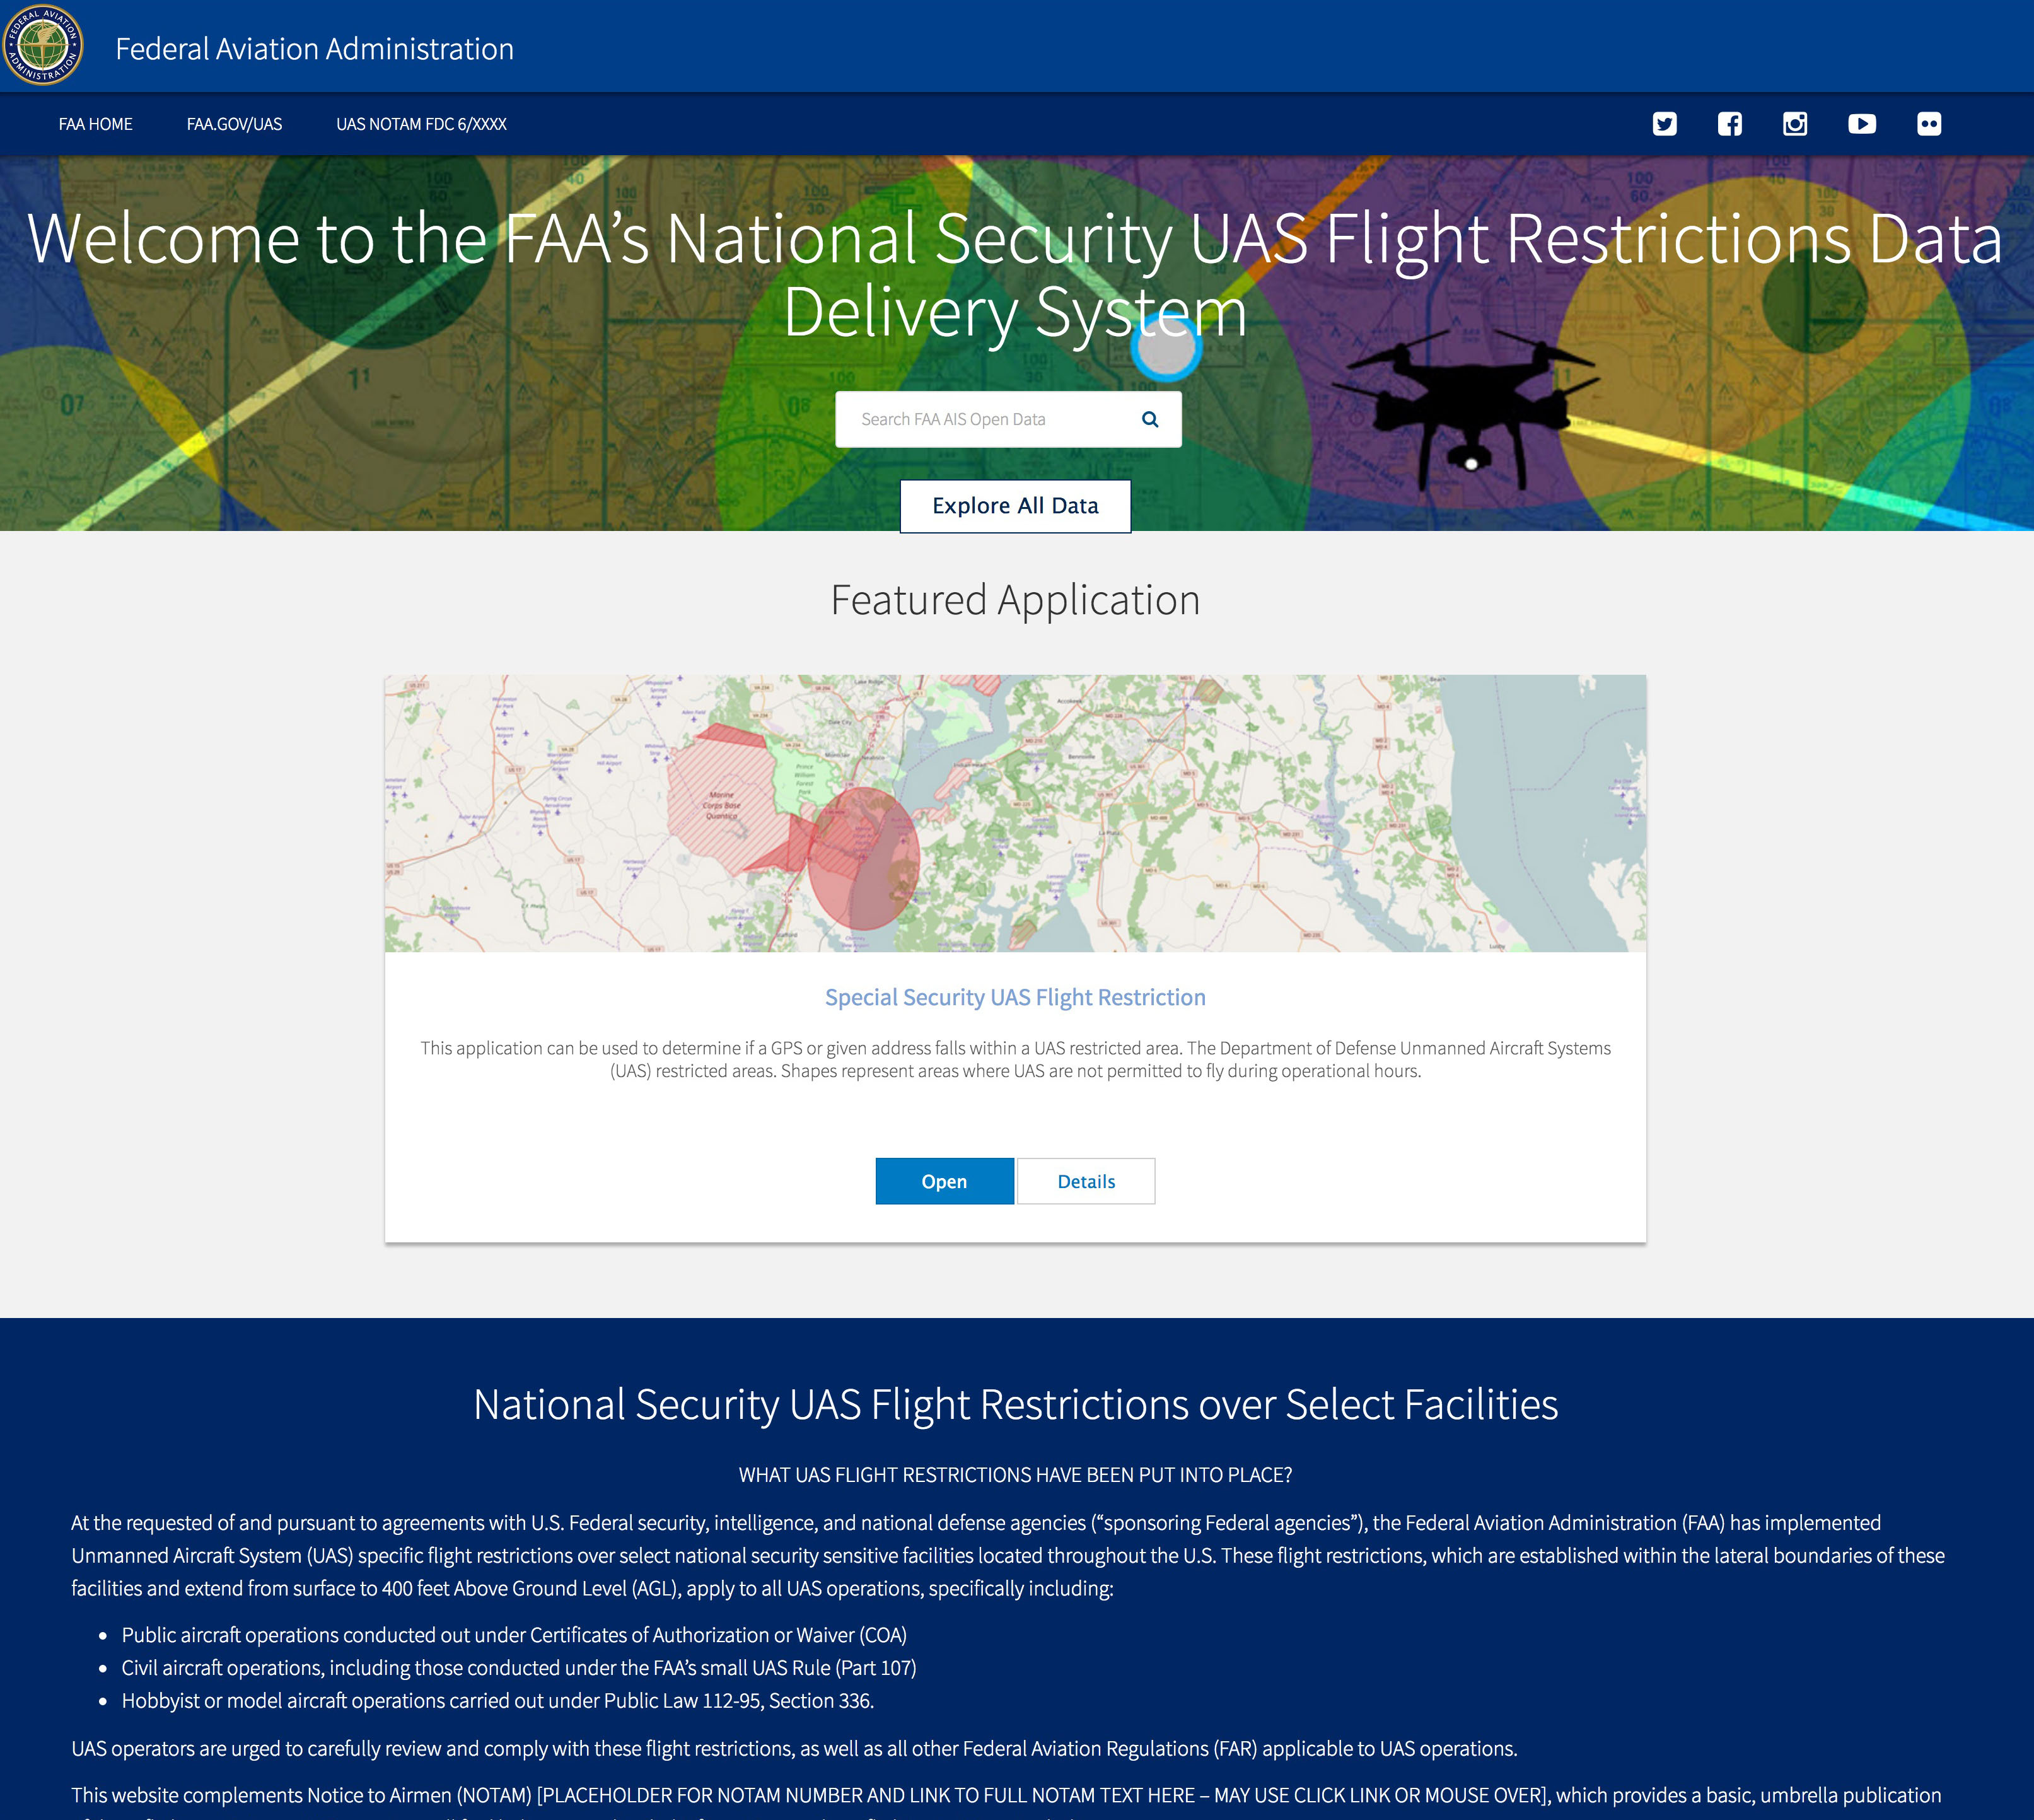 FEDERAL AVIATION ADMINISTRATION
Federal Aviation Administration
FAA HOME FAA.GOV/UAS UAS NOTAM FDC 6/XXXX
Welcome to the FAA’s National Security UAS Flight Restrictions Data
Delivery System
Search FAA AIS Open Data
Explore All Data
Featured Application
Marine
Corps Base
Quantico
Prince
William
Forest
Park
Special Security UAS Flight Restriction
This application can be used to determine if a GPS or given address falls within a UAS restricted area. The Department of Defense Unmanned Aircraft Systems
(UAS) restricted areas. Shapes represent areas where UAS are not permitted to fly during operational hours.
Open Details
National Security UAS Flight Restrictions over Select Facilities
WHAT UAS FLIGHT RESTRICTIONS HAVE BEEN PUT INTO PLACE?
At the requested of and pursuant to agreements with U.S. Federal security, intelligence, and national defense agencies (“sponsoring Federal agencies”), the Federal Aviation Administration (FAA) has implemented
Unmanned Aircraft System (UAS) specific flight restrictions over select national security sensitive facilities located throughout the U.S. These flight restrictions, which are established within the lateral boundaries of these
facilities and extend from surface to 400 feet Above Ground Level (AGL), apply to all UAS operations, specifically including:
• Public aircraft operations conducted out under Certificates of Authorization or Waiver (COA)
• Civil aircraft operations, including those conducted under the FAA’s small UAS Rule (Part 107)
• Hobbyist or model aircraft operations carried out under Public Law 112-95, Section 336.
UAS operators are urged to carefully review and comply with these flight restrictions, as well as all other Federal Aviation Regulations (FAR) applicable to UAS operations.
This website complements Notice to Airmen (NOTAM) [PLACEHOLDER FOR NOTAM NUMBER AND LINK TO FULL NOTAM TEXT HERE – MAY USE CLICK LINK OR MOUSE OVER], which provides a basic, umbrella publication